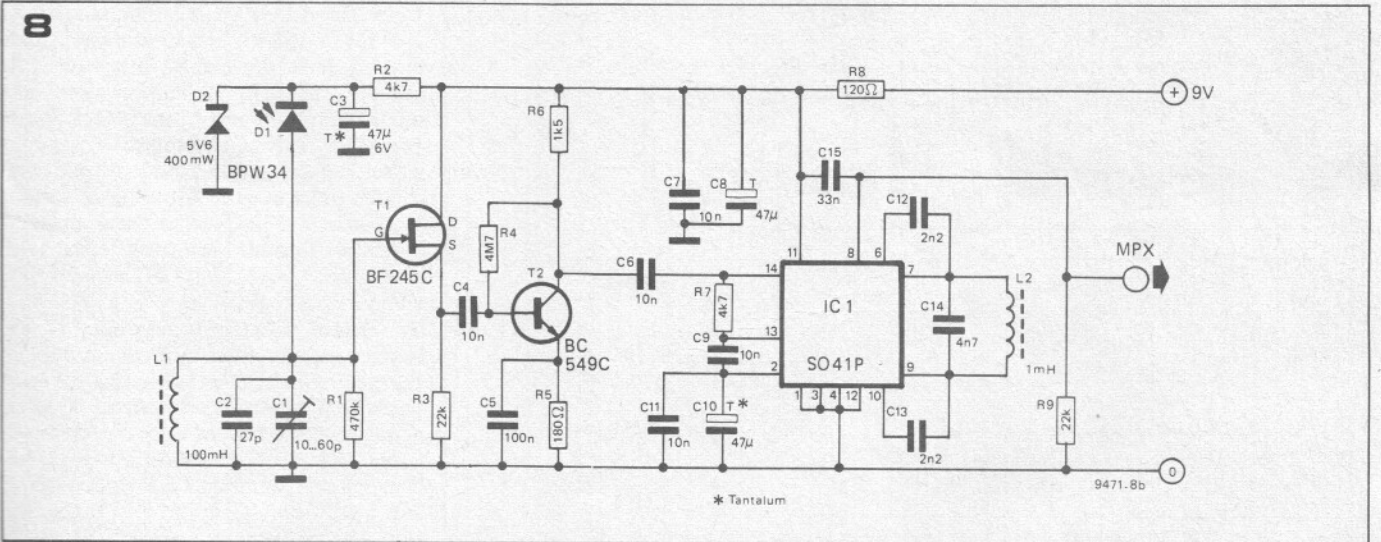 8
D2
5V6
400mW
D1
BPW34
C3
T*
47µ
6V
R2
4k7
T1
G
D
S
BF245C
L1
100mH
C2
27p
C1
10...60p
R1
470k
R3
22k
C4
10n
R4
4M7
R6
1k5
T2
BC
549C
C5
100n
R5
180Ω
C6
10n
C7
10n
C8
T
47µ
R7
4k7
C9
10n
C11
10n
C10
T*
47µ
R8
120Ω
+ 9V
C15
33n
11
8
6
14
7
13
2
9
1
3
4
12
10
IC1
SO41P
C12
2n2
C14
4n7
L2
1mH
C13
2n2
R9
22k
MPX
0
9471-8b
* Tantalum